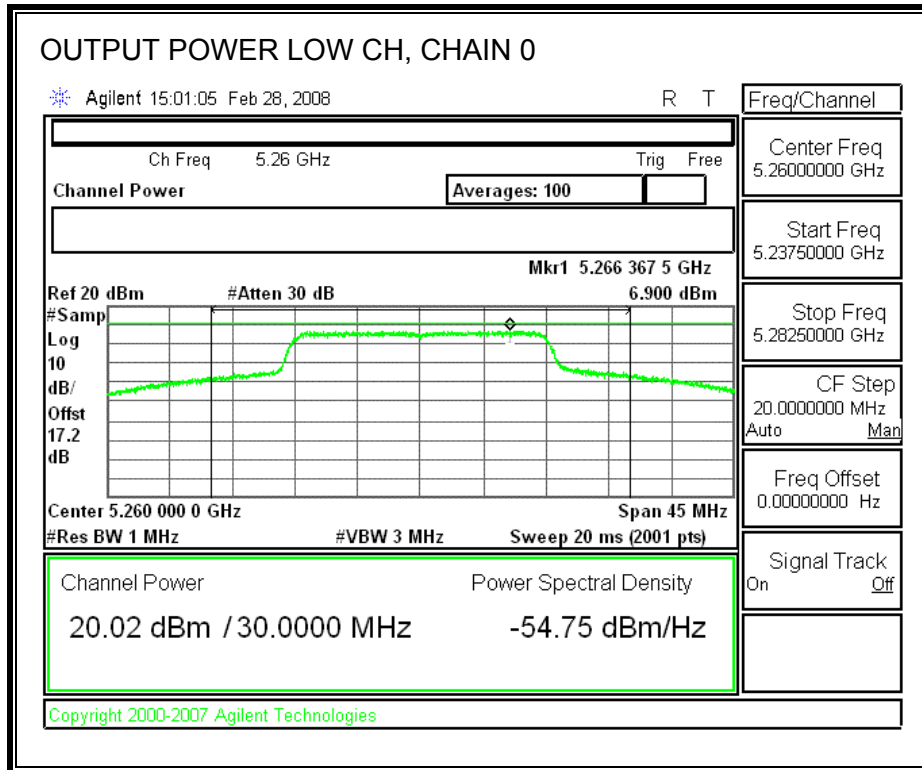 OUTPUT POWER LOW CH, CHAIN 0
Agilent 15:01:05 Feb 28, 2008 R T
Freq/Channel
Ch Freq 5.26 GHz Trig Free
Channel Power
Averages: 100
Mkr1 5.266 367 5 GHz
Ref 20 dBm #Atten 30 dB 6.900 dBm
#Samp
Log
10
dB/
Offst
17.2
dB
Center 5.260 000 0 GHz Span 45 MHz
#Res BW 1 MHz #VBW 3 MHz Sweep 20 ms (2001 pts)
Channel Power Power Spectral Density
20.02 dBm / 30.0000 MHz -54.75 dBm/Hz
Center Freq
5.26000000 GHz
Start Freq
5.23750000 GHz
Stop Freq
5.28250000 GHz
CF Step
20.0000000 MHz
Auto Man
Freq Offset
0.00000000 Hz
Signal Track
On Off
Copyright 2000-2007 Agilent Technologies